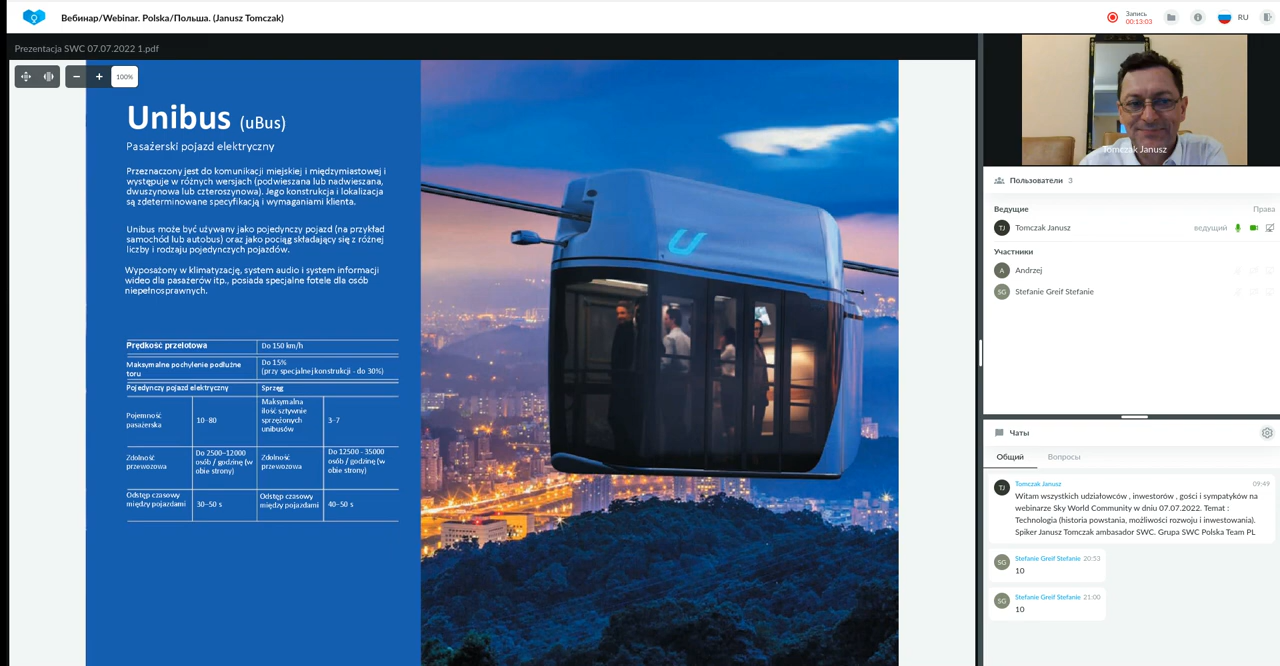 Вебинар/Webinar. Polska/Польша. (Janusz Tomczak)
Запись
00:13:03
RU
Prezentacja SWC 07.07.2022 1.pdf
100%
Unibus (uBus)
Pasażerski pojazd elektryczny
Przeznaczony jest do komunikacji miejskiej i międzymiastowej i
występuje w różnych wersjach (podwieszana lub nadwieszana,
dwuszynowa lub czteroszynowa). Jego konstrukcja i lokalizacja
są zdeterminowane specyfikacją i wymaganiami klienta.
Unibus może być używany jako pojedynczy pojazd (na przykład
samochód lub autobus) oraz jako pociąg składający się z różnej
liczby i rodzaju pojedynczych pojazdów.
Wyposażony w klimatyzację, system audio i system informacji
wideo dla pasażerów itp., posiada specjalne fotele dla osób
niepełnosprawnych.
Prędkość przelotowa
Do 150 km/h
Maksymalne pochylenie podłużne
toru
Do 15%
(przy specjalnej konstrukcji - do 30%)
Pojedynczy pojazd elektryczny
Sprzęg
Pojemność
pasażerska
10–80
Maksymalna
ilość sztywnie
sprzężonych
unibusów
3–7
Zdolność
przewozowa
Do 2500–12000
osób / godzinę (w
obie strony)
Zdolność
przewozowa
Do 12500 - 35000
osób / godzinę (w
obie strony)
Odstęp czasowy
między pojazdami
30–50 s
Odstęp czasowy
między pojazdami
40–50 s
Tomczak Janusz
Пользователи 3
Ведущие
Права
TJ
Tomczak Janusz
ведущий
Участники
A
Andrzej
SG
Stefanie Greif Stefanie
Чаты
Общий
Вопросы
TJ
Tomczak Janusz
09:49
Witam wszystkich udziałowców , inwestorów , gości i sympatyków na
webinarze Sky World Community w dniu 07.07.2022. Temat :
Technologia (historia powstania, możliwości rozwoju i inwestowania).
Spiker Janusz Tomczak ambasador SWC. Grupa SWC Polska Team PL
SG
Stefanie Greif Stefanie 20:53
10
SG
Stefanie Greif Stefanie 21:00
10